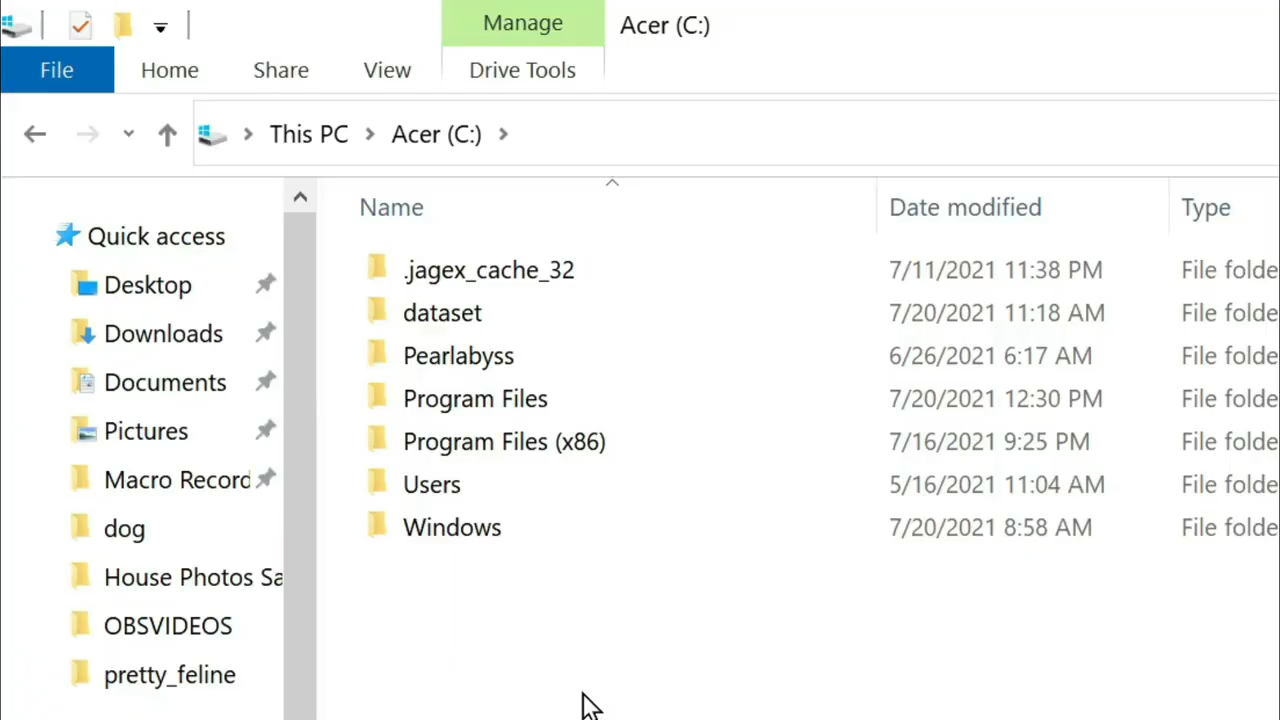 Manage
Acer (C:)
File
Home
Share
View
Drive Tools
This PC
Acer (C:)
Name
Date modified
Type
Quick access
Desktop
Downloads
Documents
Pictures
Macro Record
dog
House Photos Sa
OBSVIDEOS
pretty_feline
.jagex_cache_32 7/11/2021 11:38 PM File folde
dataset 7/20/2021 11:18 AM File folde
Pearlabyss 6/26/2021 6:17 AM File folde
Program Files 7/20/2021 12:30 PM File folde
Program Files (x86) 7/16/2021 9:25 PM File folde
Users 5/16/2021 11:04 AM File folde
Windows 7/20/2021 8:58 AM File folde